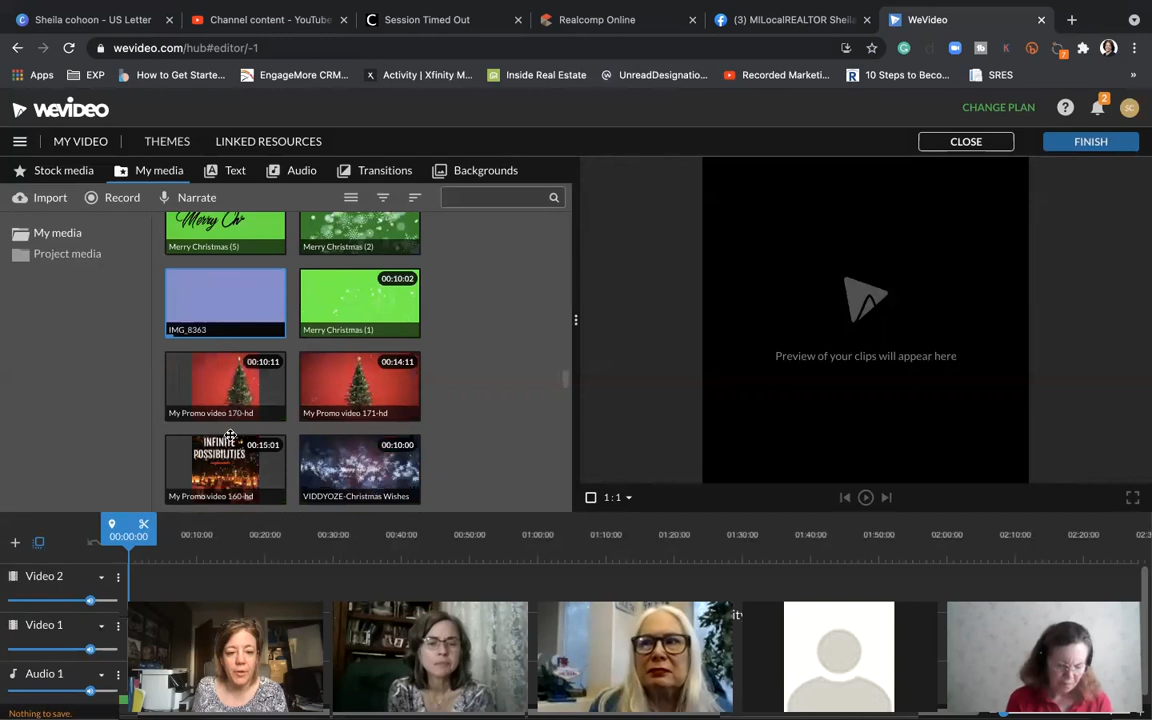 Sheila cohoon - US Letter
Channel content - YouTube
Session Timed Out
Realcomp Online
(3) MILocalREALTOR Sheila
WeVideo
wevideo.com/hub#editor/-1
7
Apps
EXP
How to Get Starte...
EngageMore CRM...
Activity | Xfinity M...
Inside Real Estate
UnreadDesignatio...
Recorded Marketi...
10 Steps to Beco...
SRES
wevideo
CHANGE PLAN
2
SC
MY VIDEO
THEMES
LINKED RESOURCES
CLOSE
FINISH
Stock media
My media
Text
Audio
Transitions
Backgrounds
Import
Record
Narrate
My media
Project media
Merry Ch
Merry Christmas (5)
Merry Christmas (2)
IMG_8363
00:10:02
Merry Christmas (1)
00:10:11
My Promo video 170-hd
00:14:11
My Promo video 171-hd
INFINITE
POSSIBILITIES
00:15:01
My Promo video 160-hd
00:10:00
VIDDYOZE-Christmas Wishes
Preview of your clips will appear here
1 : 1
00:00:00
00:10:00
00:20:00
00:30:00
00:40:00
00:50:00
01:00:00
01:10:00
01:20:00
01:30:00
01:40:00
01:50:00
02:00:00
02:10:00
02:20:00
02:3
Video 2
Video 1
Audio 1
Nothing to save.